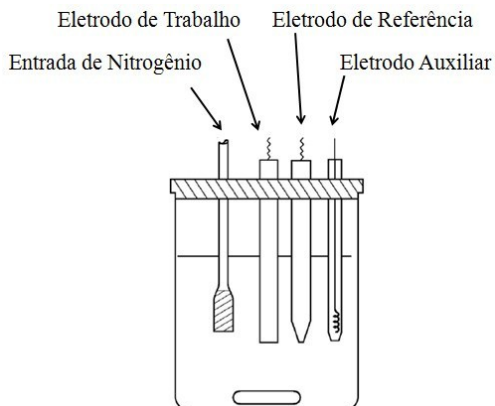 Eletrodo de Trabalho
Eletrodo de Referência
Entrada de Nitrogênio
Eletrodo Auxiliar